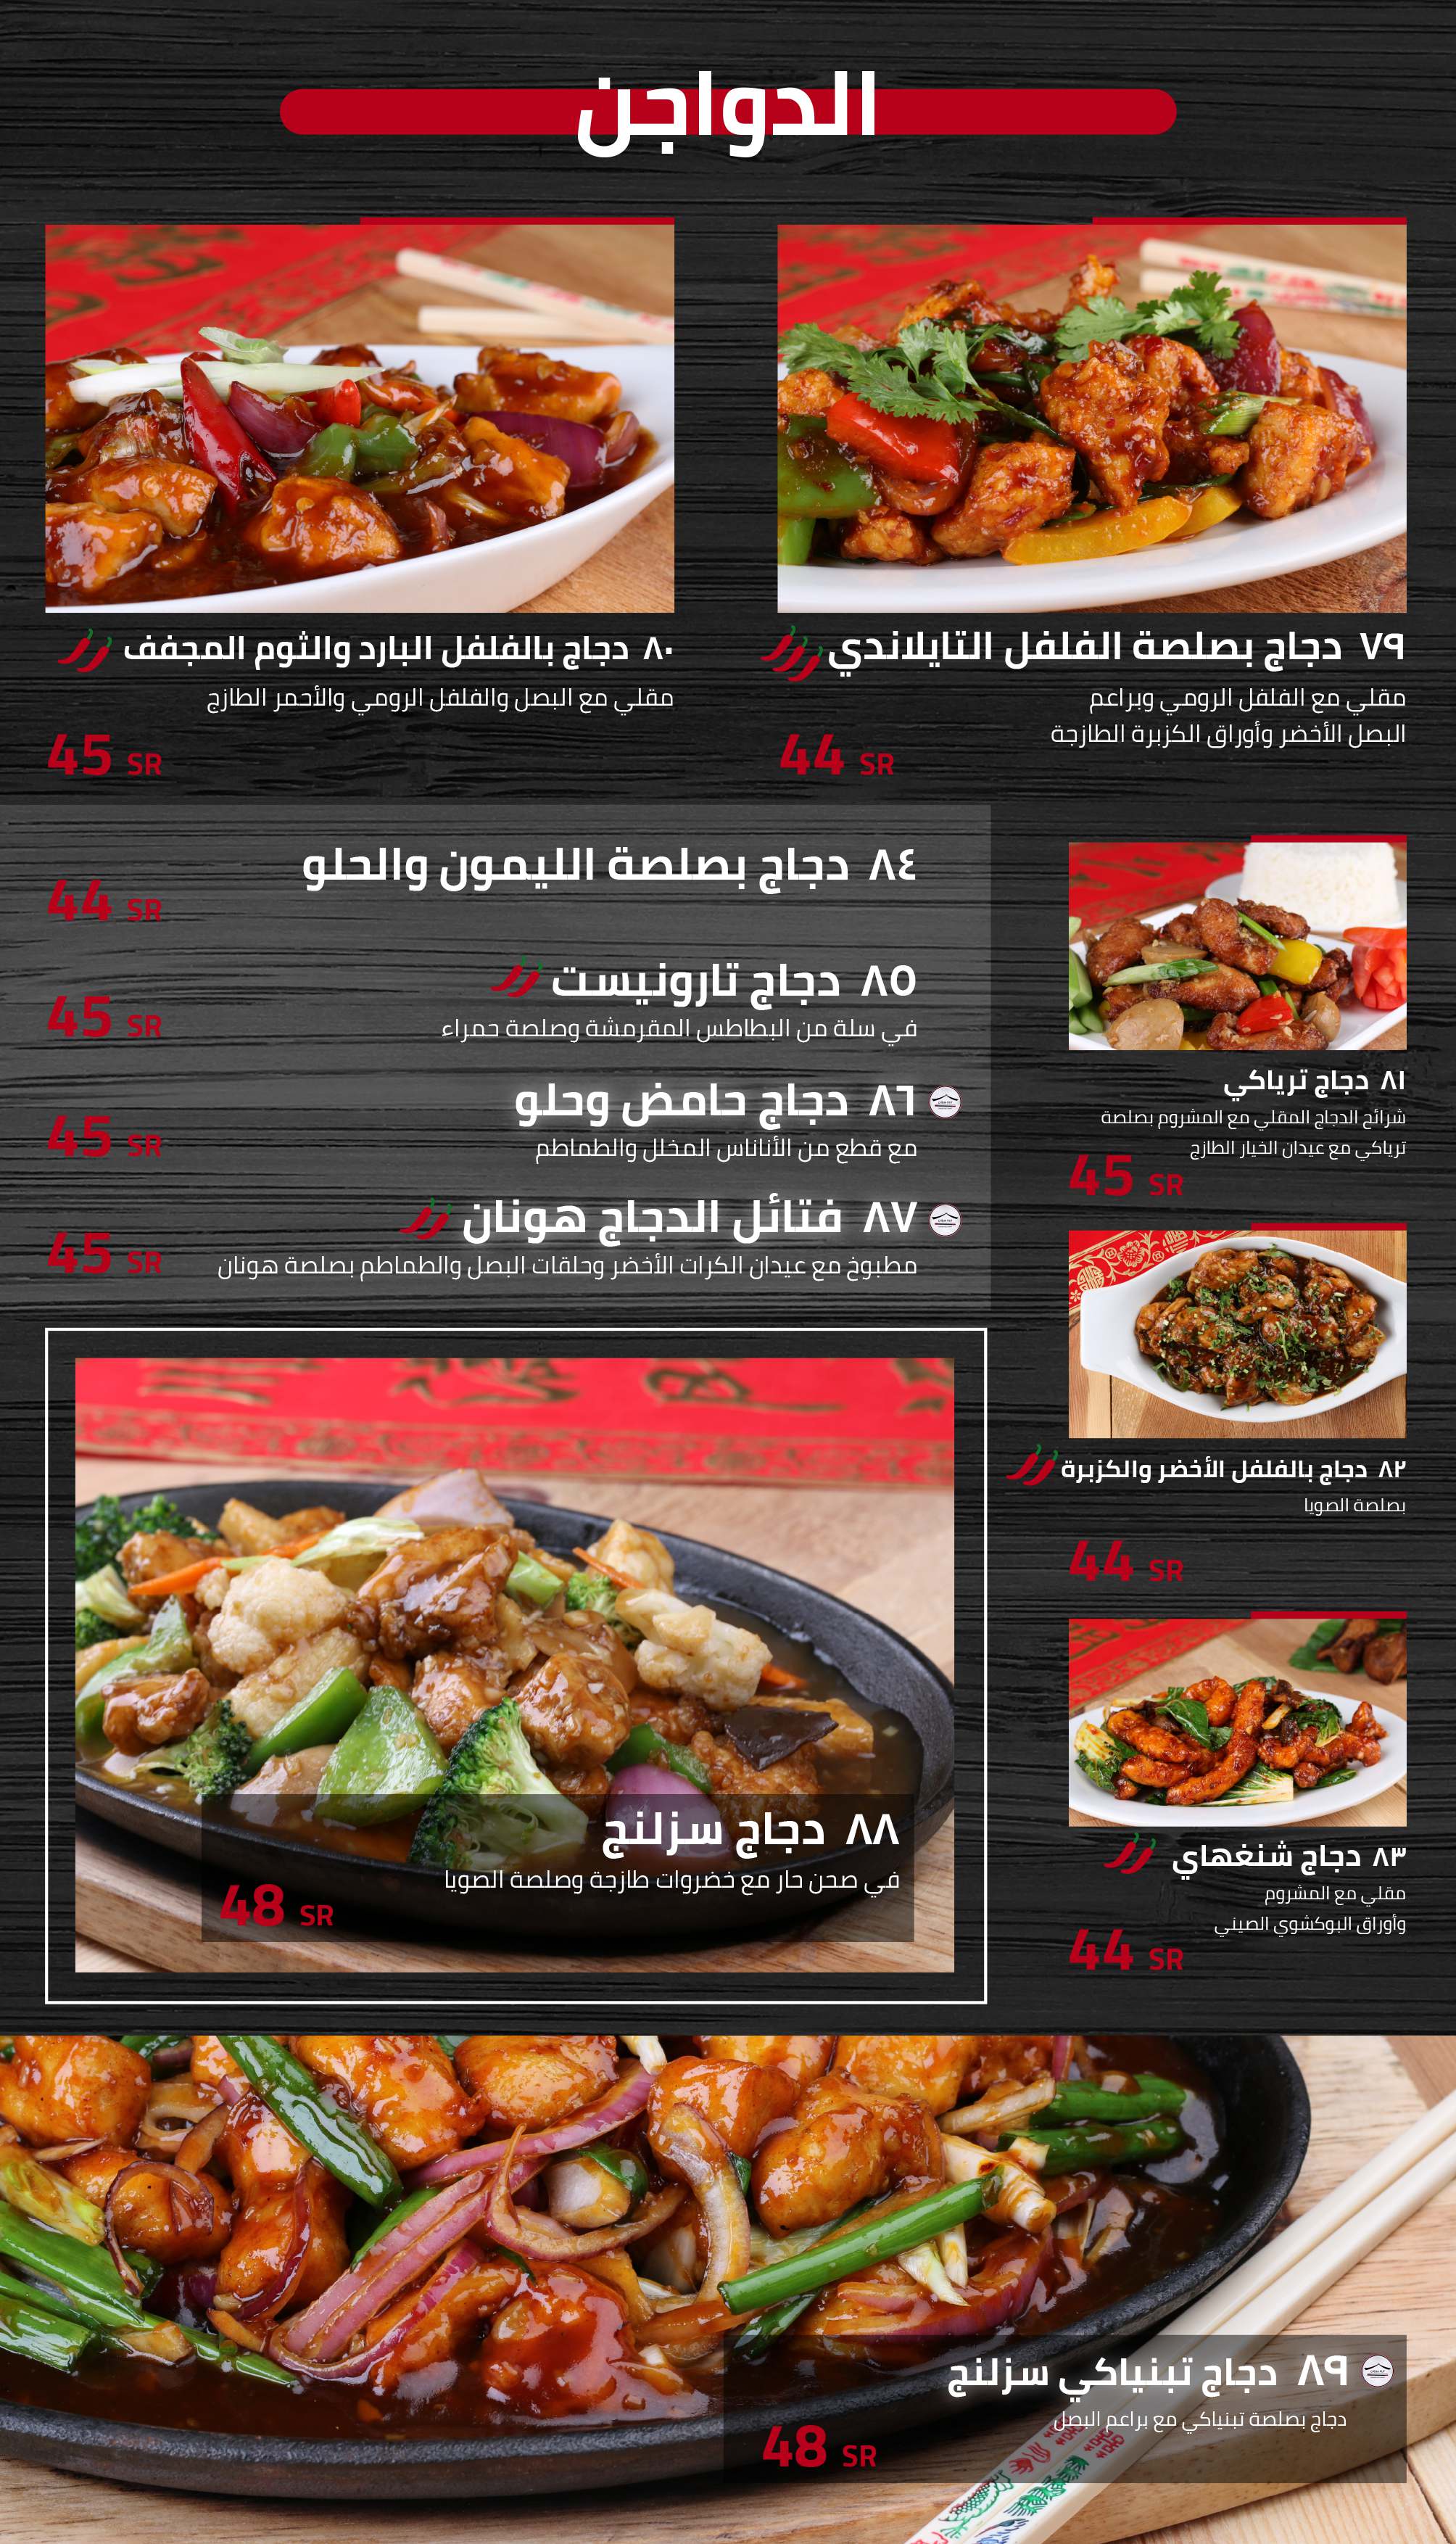 الدواجن
٧٩ دجاج بصلصة الفلفل التايلاندي
مقلي مع الفلفل الرومي وبراعم
البصل الأخضر وأوراق الكزبرة الطازجة
44 SR
٨٠ دجاج بالفلفل البارد والثوم المجفف
مقلي مع البصل والفلفل الرومي والأحمر الطازج
45 SR
٨١ دجاج ترياكي
شرائح الدجاج المقلي مع المشروم بصلصة
ترياكي مع عيدان الخيار الطازج
45 SR
٨٢ دجاج بالفلفل الأخضر والكزبرة
بصلصة الصويا
44 SR
٨٣ دجاج شنغهاي
مقلي مع المشروم
وأوراق البوكشوي الصيني
44 SR
٨٤ دجاج بصلصة الليمون والحلو
44 SR
٨٥ دجاج تارونيست
في سلة من البطاطس المقرمشة وصلصة حمراء
45 SR
٨٦ دجاج حامض وحلو
مع قطع من الأناناس المخلل والطماطم
45 SR
٨٧ فتائل الدجاج هونان
مطبوخ مع عيدان الكرات الأخضر وحلقات البصل والطماطم بصلصة هونان
45 SR
٨٨ دجاج سزلنج
في صحن حار مع خضروات طازجة وصلصة الصويا
48 SR
٨٩ دجاج تبنياكي سزلنج
دجاج بصلصة تبنياكي مع براعم البصل
48 SR